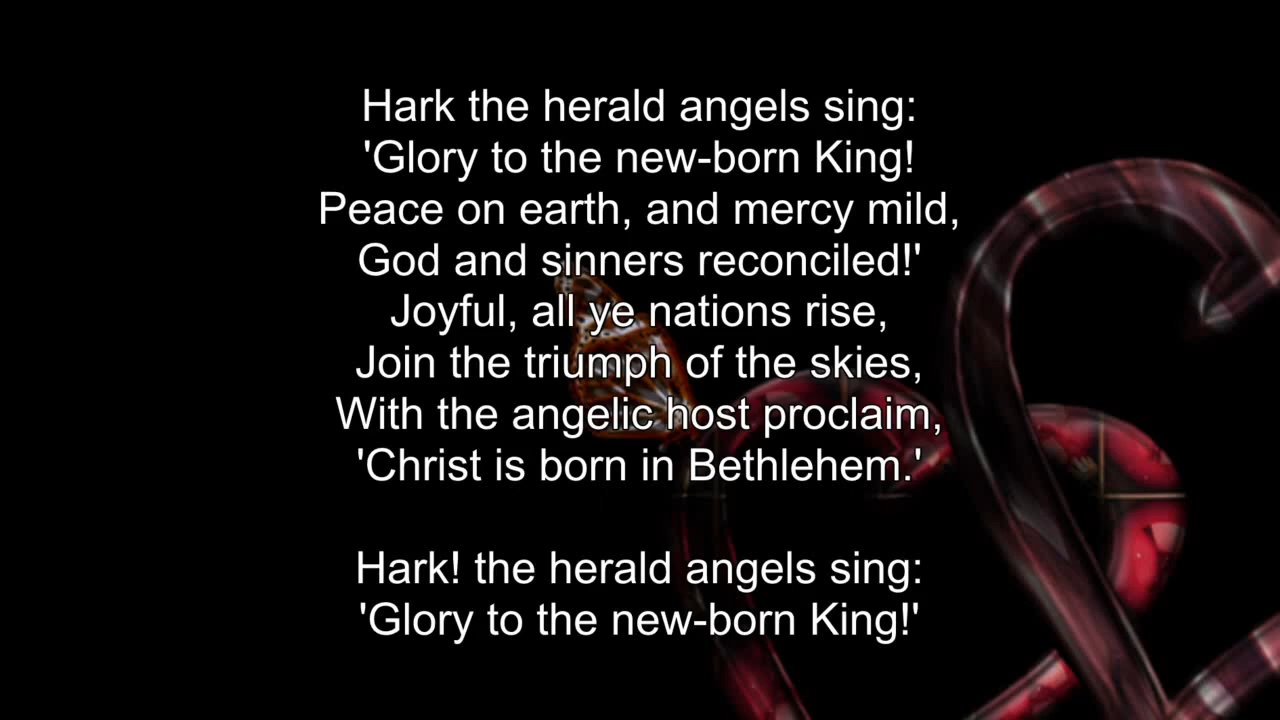 Hark the herald angels sing:
'Glory to the new-born King!
Peace on earth, and mercy mild,
God and sinners reconciled!'
Joyful, all ye nations rise,
Join the triumph of the skies,
With the angelic host proclaim,
'Christ is born in Bethlehem.'
Hark! the herald angels sing:
'Glory to the new-born King!'